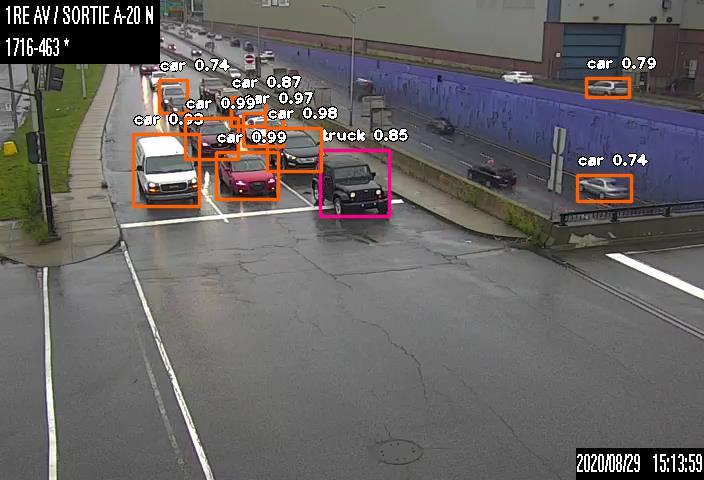 1RE AV / SORTIE A-20 N
1716-463 *
car 0.74
car 0.79
car 0.87
car 0.97
car 0.99
car 0.98
car 0.99
truck 0.85
car 0.74
2020/08/29 15:13:59